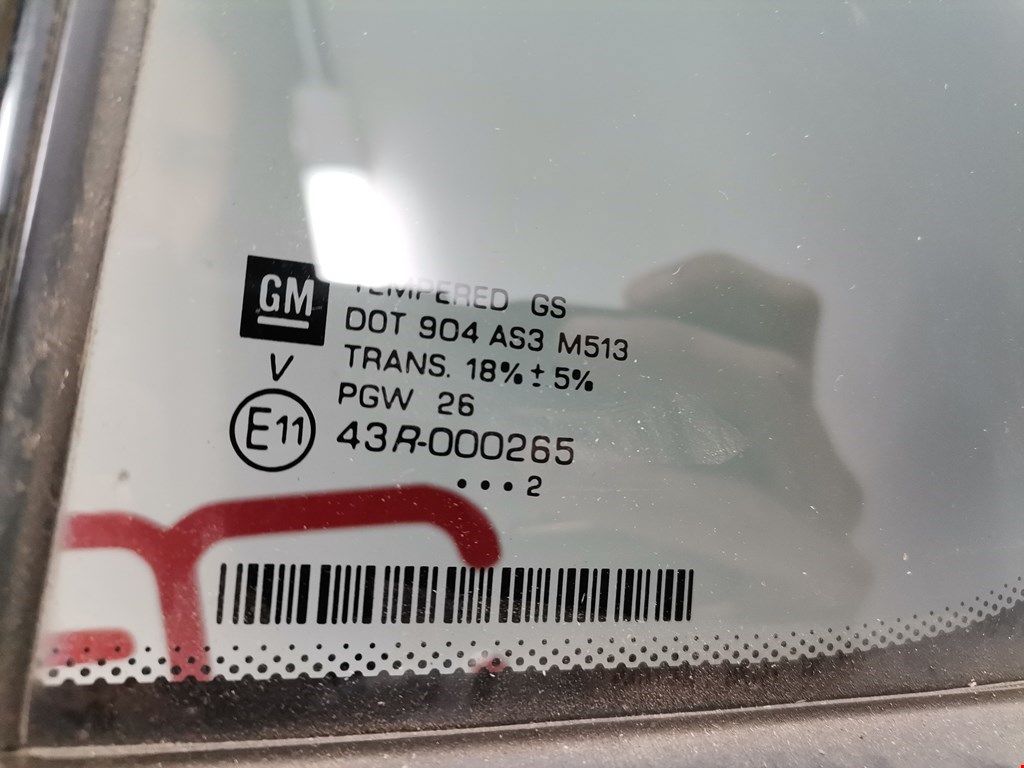 GM
TEMPERED GS
DOT 904 AS3 M513
TRANS. 18% ± 5%
PGW 26
V
E11 43R-000265
•••2